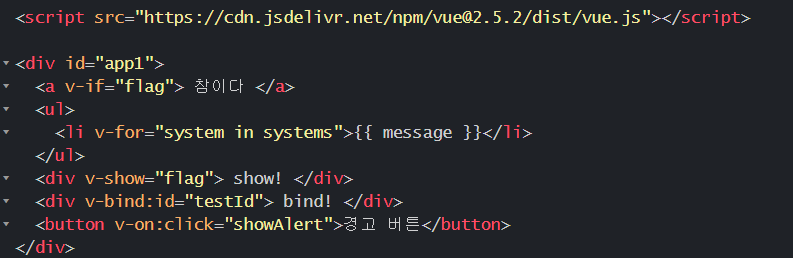 <script src="https://cdn.jsdelivr.net/npm/vue@2.5.2/dist/vue.js"></script>
<div id="app1">
<a v-if="flag"> 참이다 </a>
<ul>
<li v-for="system in systems">{{ message }}</li>
</ul>
<div v-show="flag"> show! </div>
<div v-bind:id="testId"> bind! </div>
<button v-on:click="showAlert">경고 버튼</button>
</div>